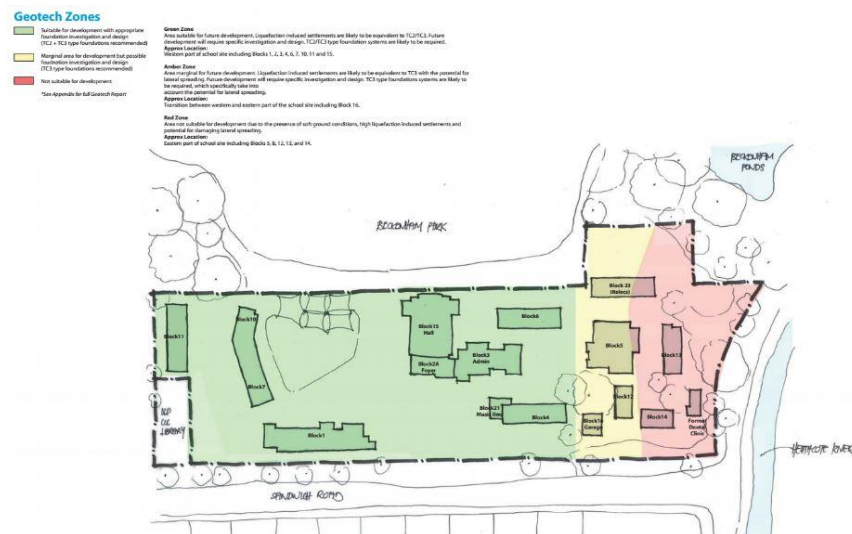 Geotech Zones
Suitable for development with appropriate
foundation investigation and design
(TC2 + TC3 type foundations recommended)
Marginal area for development but possible
foundation investigation and design
(TC3 type foundations recommended)
Not suitable for development
*See Appendix for full Geotech Report
Green Zone
Area suitable for future development. Liquefaction induced settlements are likely to be equivalent to TC2/TC3. Future
development will require specific investigation and design. TC2/TC3 type foundation systems are likely to be required.
Approx Location:
Western part of school site including Blocks 1, 2, 3, 4, 6, 7, 10, 11 and 15.
Amber Zone
Area marginal for future development. Liquefaction induced settlements are likely to be equivalent to TC3 with the potential for
lateral spreading. Future development will require specific investigation and design. TC3 type foundations systems are likely to
be required, which specifically take into
account the potential for lateral spreading.
Approx Location:
Transition between western and eastern part of the school site including Block 16.
Red Zone
Area not suitable for development due to the presence of soft ground conditions, high liquefaction induced settlements and
potential for damaging lateral spreading.
Approx Location:
Eastern part of school site including Blocks 5, 8, 12, 13, and 14.
BECKENHAM
PONDS
BECKENHAM PARK
Block 23
(Relocs)
Block11
Block10
Block15
Hall
Block6
Block5
Block13
Block3
Admin
Block2A
Foyer
Block7
Block12
Block21
Music
Block4
Block16
Garage
Block14
Former
Dental
Clinic
OLD
CCC
LIBRARY
Block1
HEATHCOTE RIVER
SANDWICH ROAD